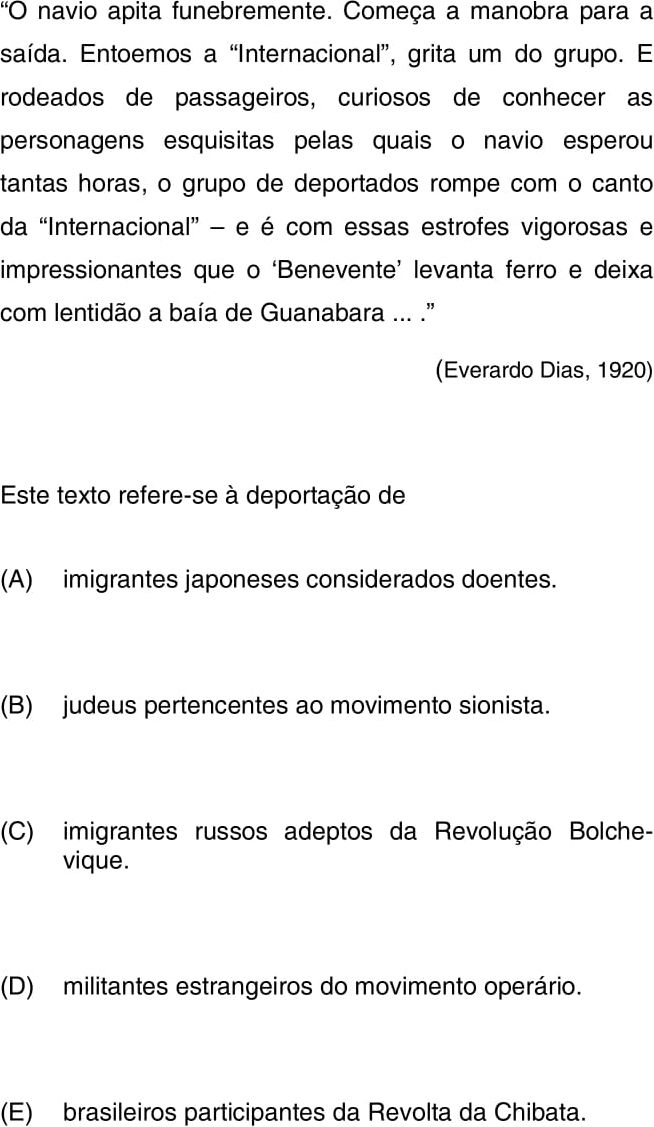 “O navio apita funebremente. Começa a manobra para a
saída. Entoemos a “Internacional”, grita um do grupo. E
rodeados de passageiros, curiosos de conhecer as
personagens esquisitas pelas quais o navio esperou
tantas horas, o grupo de deportados rompe com o canto
da “Internacional” – e é com essas estrofes vigorosas e
impressionantes que o ‘Benevente’ levanta ferro e deixa
com lentidão a baía de Guanabara ... .”
(Everardo Dias, 1920)
Este texto refere-se à deportação de
(A) imigrantes japoneses considerados doentes.
(B) judeus pertencentes ao movimento sionista.
(C) imigrantes russos adeptos da Revolução Bolche-
vique.
(D) militantes estrangeiros do movimento operário.
(E) brasileiros participantes da Revolta da Chibata.